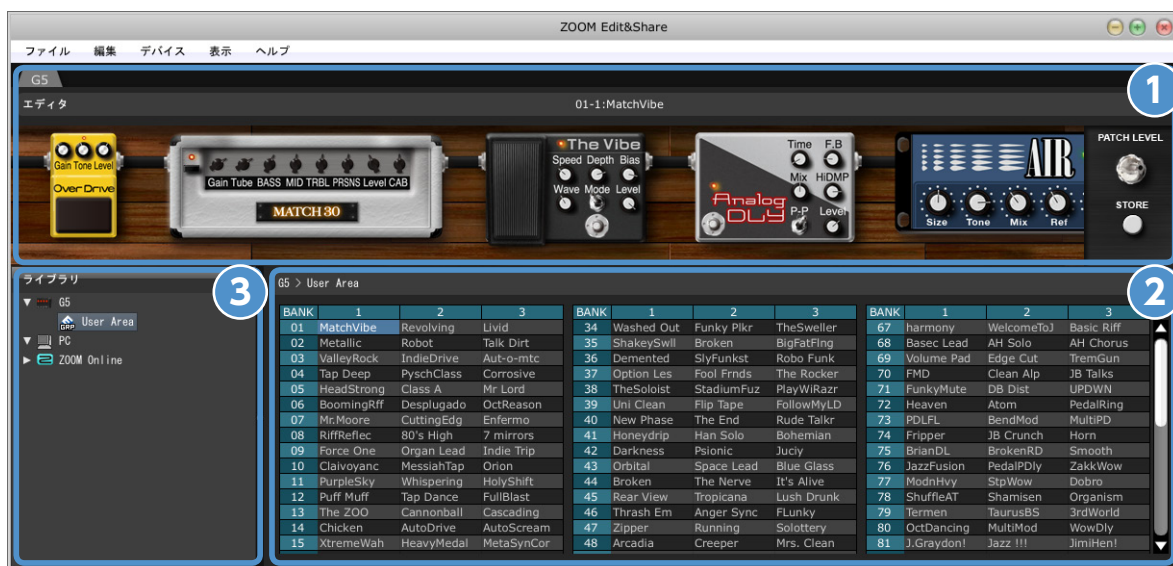 ZOOM Edit&Share
ファイル 編集 デバイス 表示 ヘルプ
G5
1
エディタ 01-1:MatchVibe
PATCH LEVEL
STORE
Gain Tone Level
Over Drive
Gain Tube BASS MID TRBL PRSNS Level CAB
MATCH 30
The Vibe
Speed Depth Bias
Wave Mode Level
Time F.B
Mix HiDMP
Analog DLY
P-P Level
AIR
Size Tone Mix Ref
ライブラリ
3
G5
GRP User Area
PC
ZOOM Online
G5 > User Area
2
BANK 1 2 3 BANK 1 2 3 BANK 1 2 3
01 MatchVibe Revolving Livid 34 Washed Out Funky Plkr TheSweller 67 harmony WelcomeToJ Basic Riff
02 Metallic Robot Talk Dirt 35 ShakeySwll Broken BigFatFlng 68 Basec Lead AH Solo AH Chorus
03 ValleyRock IndieDrive Aut-o-mtc 36 Demented SlyFunkst Robo Funk 69 Volume Pad Edge Cut TremGun
04 Tap Deep PyschClass Corrosive 37 Option Les Fool Frnds The Rocker 70 FMD Clean Alp JB Talks
05 HeadStrong Class A Mr Lord 38 TheSoloist StadiumFuz PlayWiRazr 71 FunkyMute DB Dist UPDWN
06 BoomingRff Desplugado OctReason 39 Uni Clean Flip Tape FollowMyLD 72 Heaven Atom PedalRing
07 Mr.Moore CuttingEdg Enfermo 40 New Phase The End Rude Talkr 73 PDLFL BendMod MultiPD
08 RiffReflec 80's High 7 mirrors 41 Honeydrip Han Solo Bohemian 74 Fripper JB Crunch Horn
09 Force One Organ Lead Indie Trip 42 Darkness Psionic Juciy 75 BrianDL BrokenRD Smooth
10 Claivoyanc MessiahTap Orion 43 Orbital Space Lead Blue Glass 76 JazzFusion PedalPDly ZakkWow
11 PurpleSky Whispering HolyShift 44 Broken The Nerve It's Alive 77 ModnHvy StpWow Dobro
12 Puff Muff Tap Dance FullBlast 45 Rear View Tropicana Lush Drunk 78 ShuffleAT Shamisen Organism
13 The ZOO Cannonball Cascading 46 Thrash Em Anger Sync FLunky 79 Termen TaurusBS 3rdWorld
14 Chicken AutoDrive AutoScream 47 Zipper Running Solottery 80 OctDancing MultiMod WowDly
15 XtremeWah HeavyMedal MetaSynCor 48 Arcadia Creeper Mrs. Clean 81 J.Graydon! Jazz !!! JimiHen!